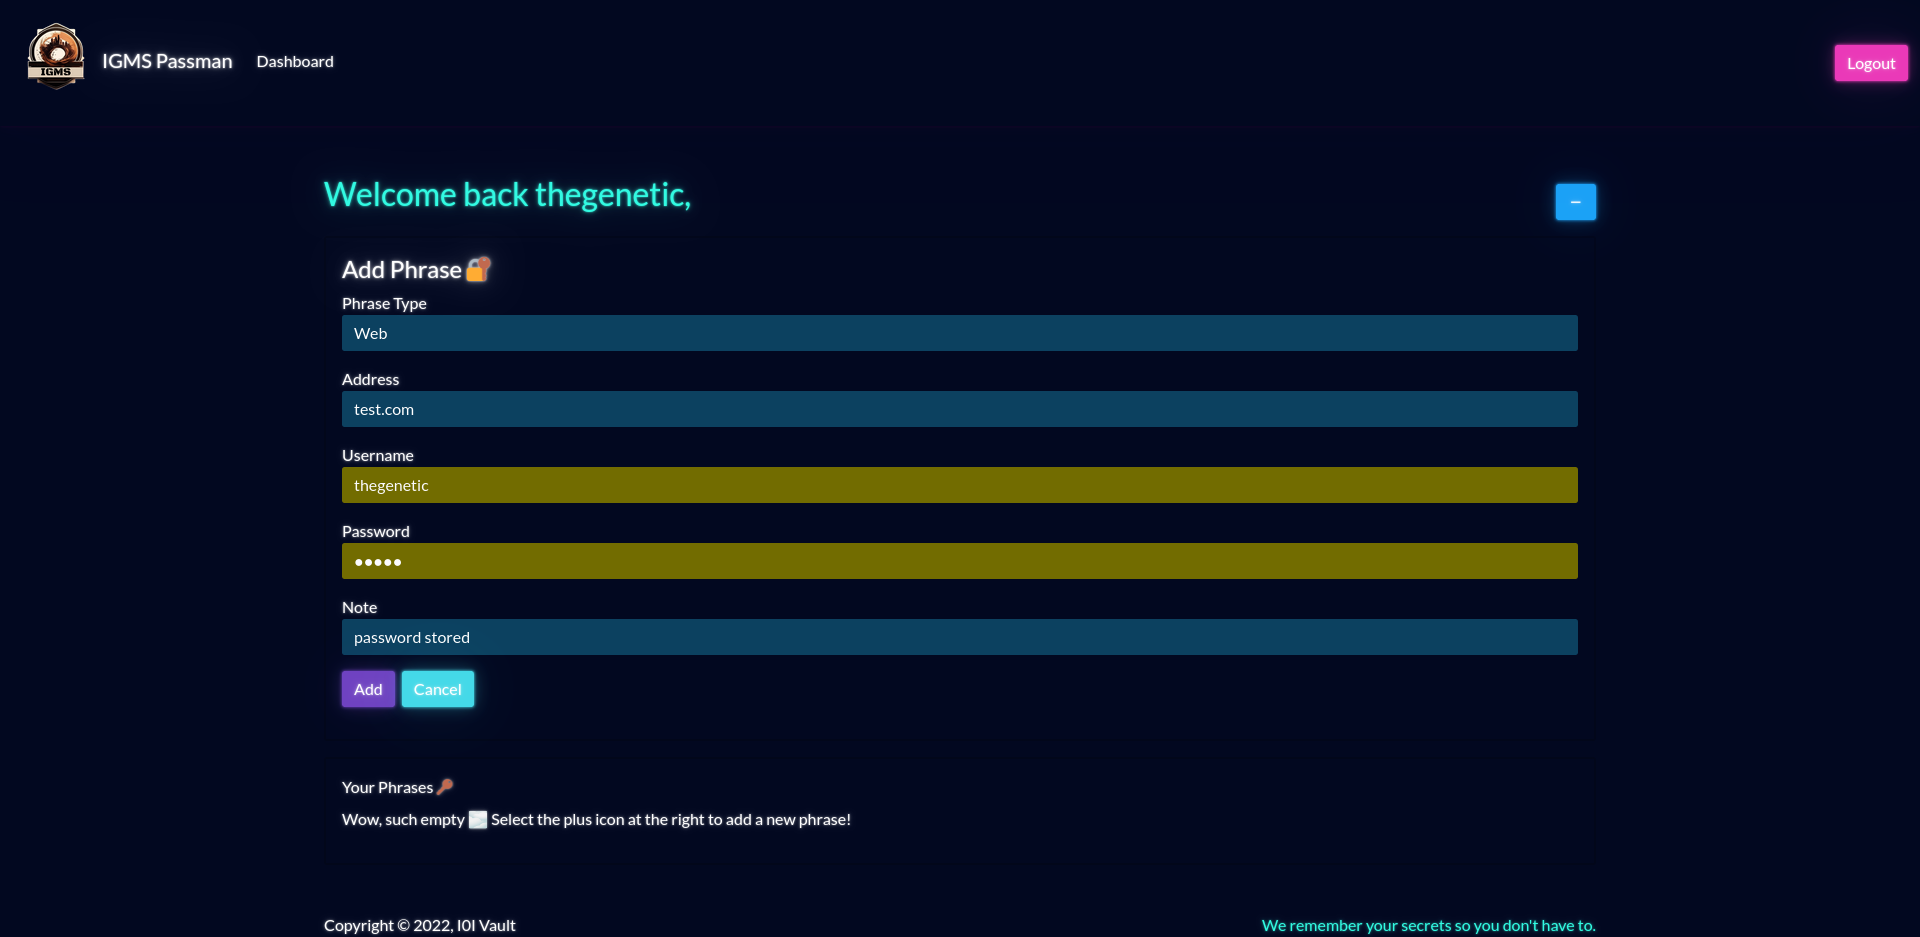 IGMS
IGMS Passman Dashboard Logout
Welcome back thegenetic,
−
Add Phrase
Phrase Type
Web
Address
test.com
Username
thegenetic
Password
•••••
Note
password stored
Add Cancel
Your Phrases
Wow, such empty Select the plus icon at the right to add a new phrase!
Copyright © 2022, I0I Vault We remember your secrets so you don't have to.